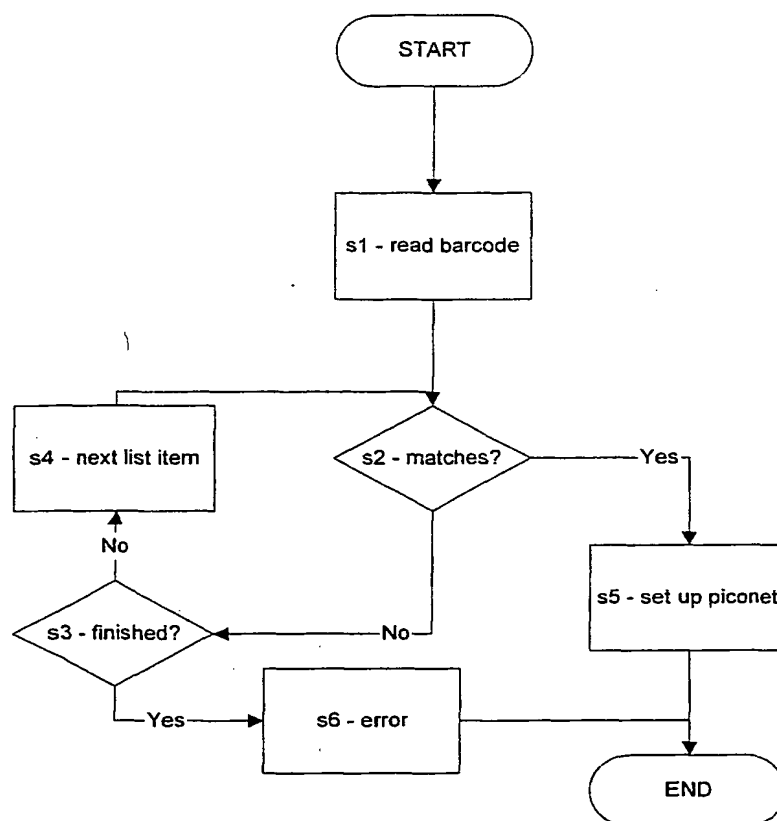 START
s1 - read barcode
s4 - next list item
s2 - matches?
Yes
No
s5 - set up piconet
s3 - finished?
No
Yes
s6 - error
END